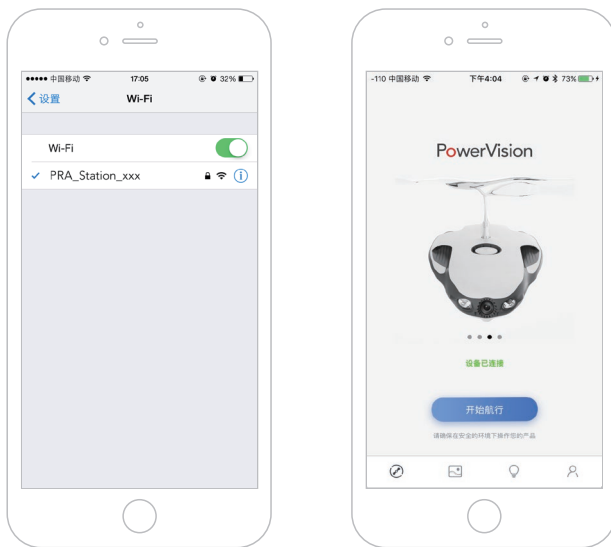 中国移动 17:05 32%
设置 Wi-Fi
Wi-Fi
PRA_Station_xxx
-110 中国移动 下午4:04 73%
PowerVision
设备已连接
开始航行
请确保在安全的环境下操作您的产品